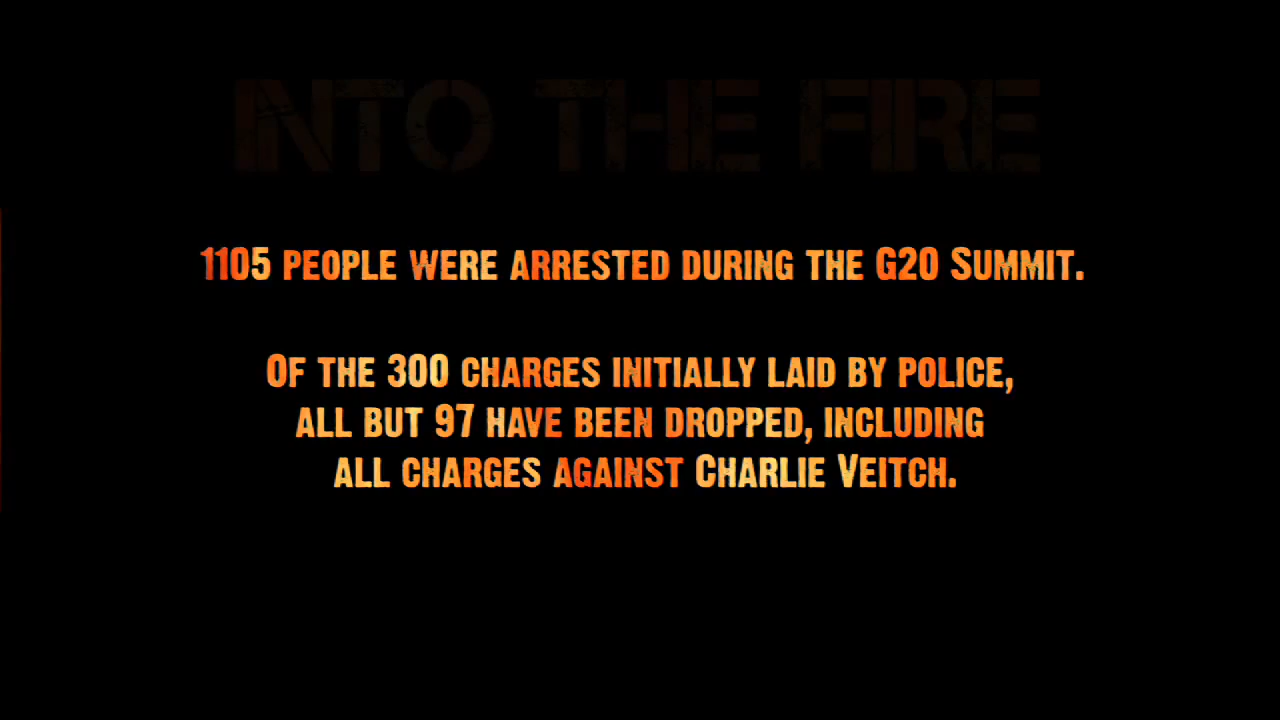 INTO THE FIRE
1105 PEOPLE WERE ARRESTED DURING THE G20 SUMMIT.
OF THE 300 CHARGES INITIALLY LAID BY POLICE,
ALL BUT 97 HAVE BEEN DROPPED, INCLUDING
ALL CHARGES AGAINST CHARLIE VEITCH.